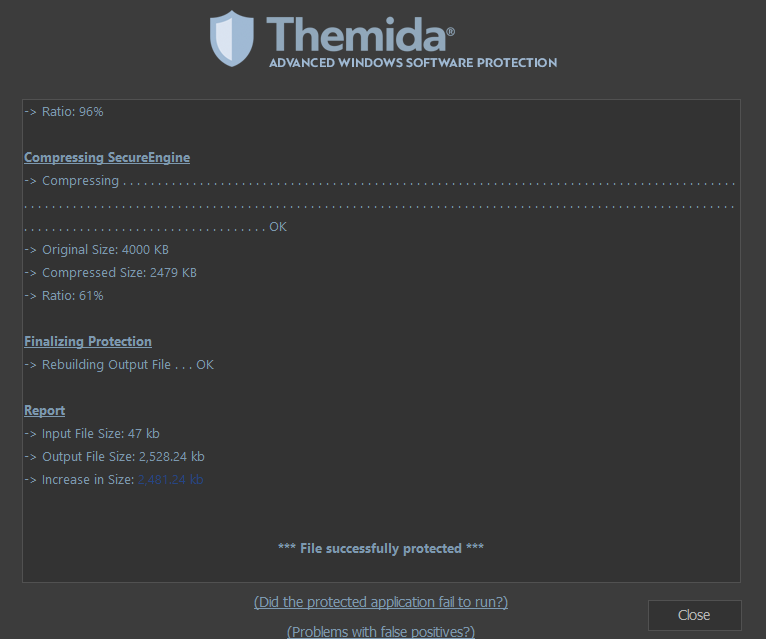 Themida®
ADVANCED WINDOWS SOFTWARE PROTECTION
-> Ratio: 96%
Compressing SecureEngine
-> Compressing . . . . . . . . . . . . . . . . . . . . . . . . . . . . . . . . . . . . . . . . . . . . . . . . . . . . . . . . . . . . . . . . . . . . . . . . . . . . . . . . . . . . . . . .
. . . . . . . . . . . . . . . . . . . . . . . . . . . . . . . . . . . . . . . . . . . . . . . . . . . . . . . . . . . . . . . . . . . . . . . . . . . . . . . . . . . . . . . . . . . . . . . . . . . . . .
. . . . . . . . . . . . . . . . . . . . . . . . . . . . . . . . . . . OK
-> Original Size: 4000 KB
-> Compressed Size: 2479 KB
-> Ratio: 61%
Finalizing Protection
-> Rebuilding Output File . . . OK
Report
-> Input File Size: 47 kb
-> Output File Size: 2,528.24 kb
-> Increase in Size: 2,481.24 kb
*** File successfully protected ***
(Did the protected application fail to run?)
Close
(Problems with false positives?)